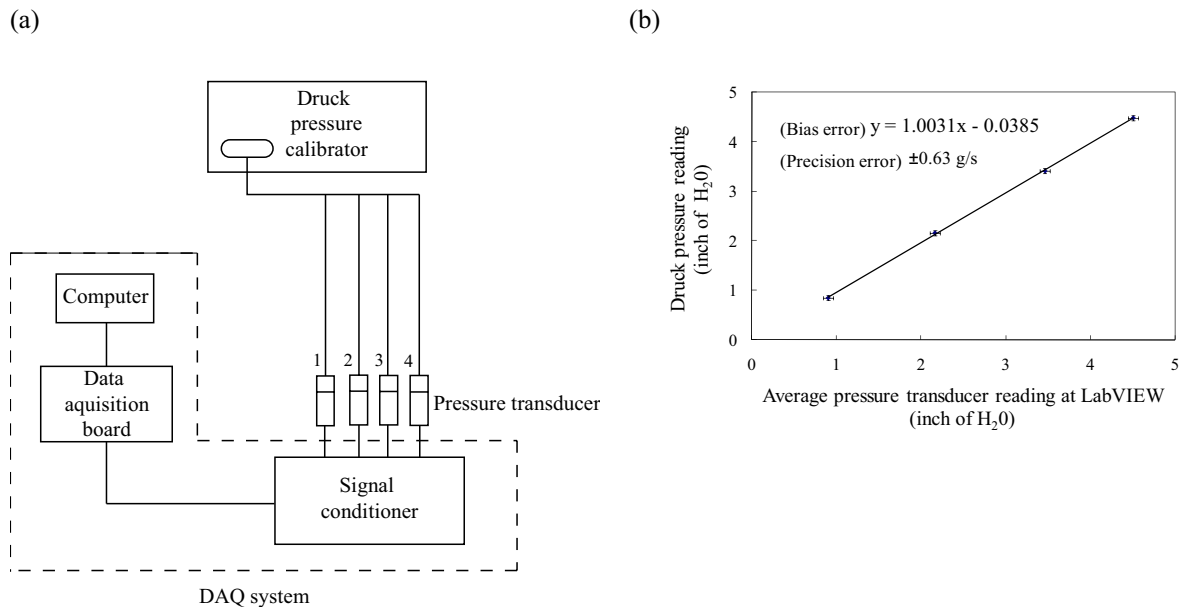 (a)
Druck
pressure
calibrator
Computer
Data
aquisition
board
1 2 3 4
Pressure transducer
Signal
conditioner
DAQ system
(b)
Druck pressure reading
(inch of H₂0)
5
4
3
2
1
0
(Bias error) y = 1.0031x - 0.0385
(Precision error) ±0.63 g/s
0 1 2 3 4 5
Average pressure transducer reading at LabVIEW
(inch of H₂0)